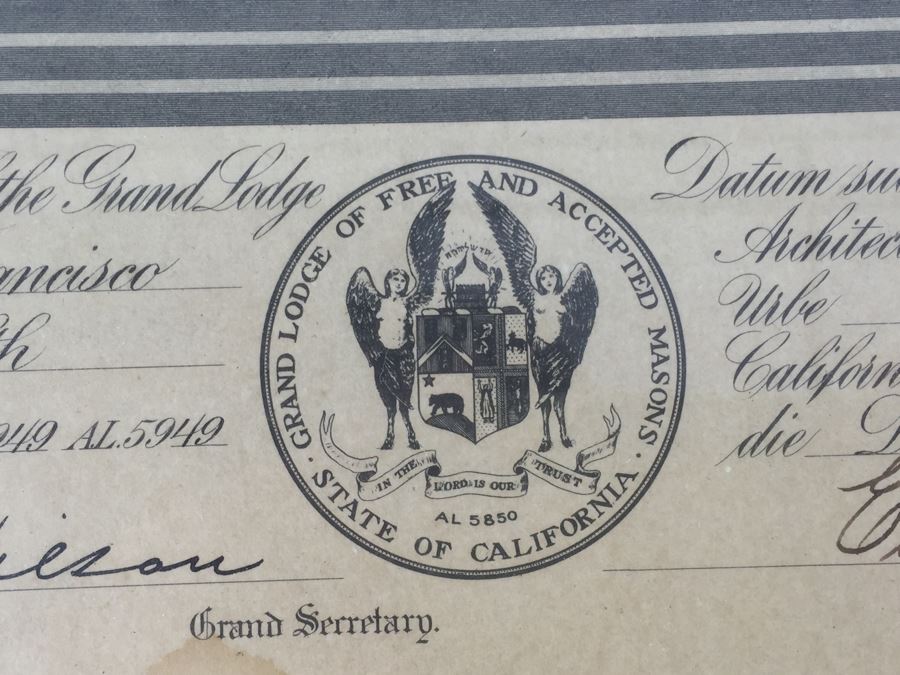 the Grand Lodge
ancisco
th
949 AL.5949
Grand Secretary.
GRAND LODGE OF FREE AND ACCEPTED MASONS
· STATE OF CALIFORNIA ·
IN THE LORD IS OUR TRUST
AL 5850
Datum su
Architec
Urbe
Californ
die